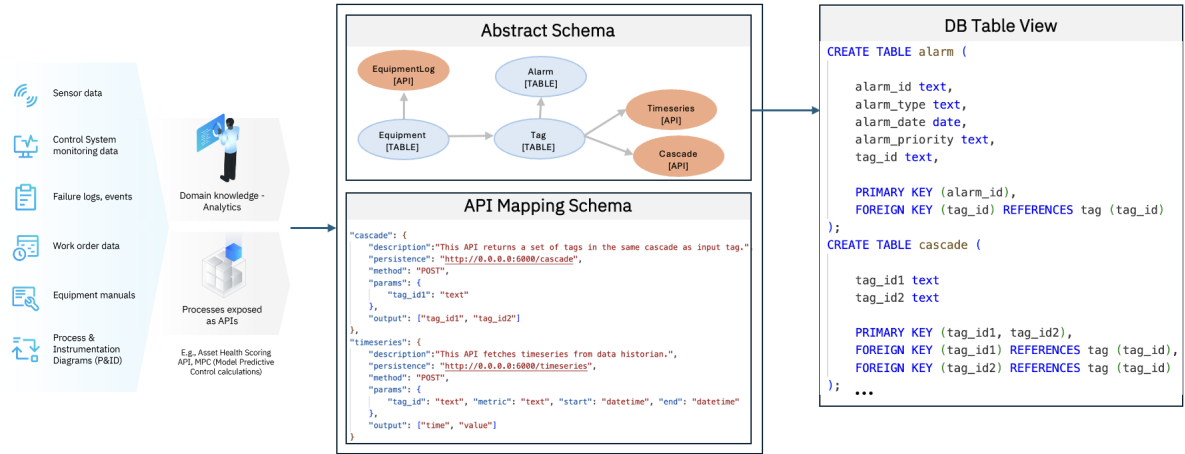 Sensor data
Control System
monitoring data
Failure logs, events
Work order data
Equipment manuals
Process &
Instrumentation
Diagrams (P&ID)
Domain knowledge -
Analytics
Processes exposed
as APIs
E.g., Asset Health Scoring
API, MPC (Model Predictive
Control calculations)
Abstract Schema
EquipmentLog
[API]
Alarm
[TABLE]
Timeseries
[API]
Equipment
[TABLE]
Tag
[TABLE]
Cascade
[API]
API Mapping Schema
"cascade": {
"description":"This API returns a set of tags in the same cascade as input tag.",
"persistence": "http://0.0.0.0:6000/cascade",
"method": "POST",
"params": {
"tag_id1": "text"
},
"output": ["tag_id1", "tag_id2"]
},
"timeseries": {
"description":"This API fetches timeseries from data historian.",
"persistence": "http://0.0.0.0:6000/timeseries",
"method": "POST",
"params": {
"tag_id": "text", "metric": "text", "start": "datetime", "end": "datetime"
},
"output": ["time", "value"]
}
DB Table View
CREATE TABLE alarm (
alarm_id text,
alarm_type text,
alarm_date date,
alarm_priority text,
tag_id text,
PRIMARY KEY (alarm_id),
FOREIGN KEY (tag_id) REFERENCES tag (tag_id)
);
CREATE TABLE cascade (
tag_id1 text
tag_id2 text
PRIMARY KEY (tag_id1, tag_id2),
FOREIGN KEY (tag_id1) REFERENCES tag (tag_id),
FOREIGN KEY (tag_id2) REFERENCES tag (tag_id)
);
...